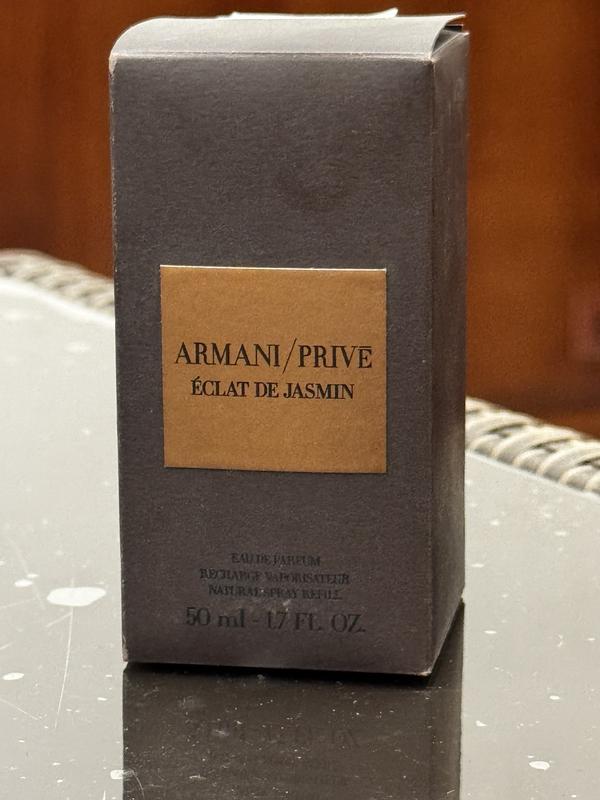 ARMANI/PRIVĒ
ÉCLAT DE JASMIN
EAU DE PARFUM
RECHARGE VAPORISATEUR
NATURAL SPRAY REFILL
50 ml - 1.7 FL. OZ.